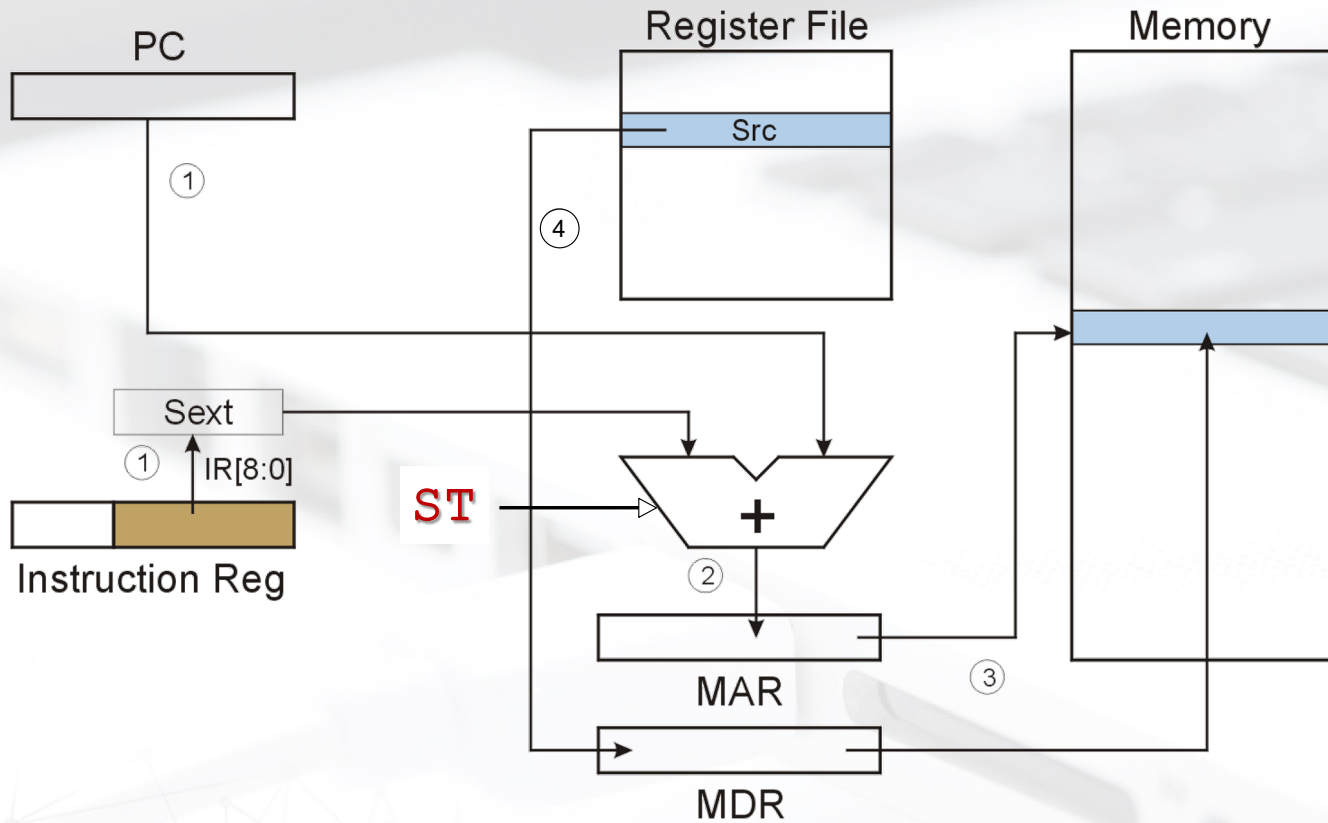 PC
Register File
Memory
Src
1
4
Sext
1
IR[8:0]
ST
+
Instruction Reg
2
MAR
3
MDR